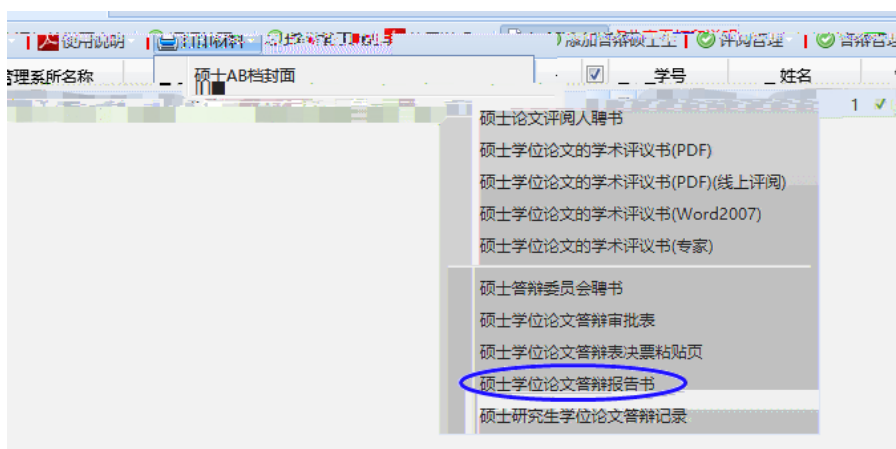 使用说明 打印材料 添加答辩硕士生 评阅管理
管理系所名称 学号 姓名
硕士AB档封面
1
硕士论文评阅人聘书
硕士学位论文的学术评议书(PDF)
硕士学位论文的学术评议书(PDF)(线上评阅)
硕士学位论文的学术评议书(Word2007)
硕士学位论文的学术评议书(专家)
硕士答辩委员会聘书
硕士学位论文答辩审批表
硕士学位论文答辩表决票粘贴页
硕士学位论文答辩报告书
硕士研究生学位论文答辩记录